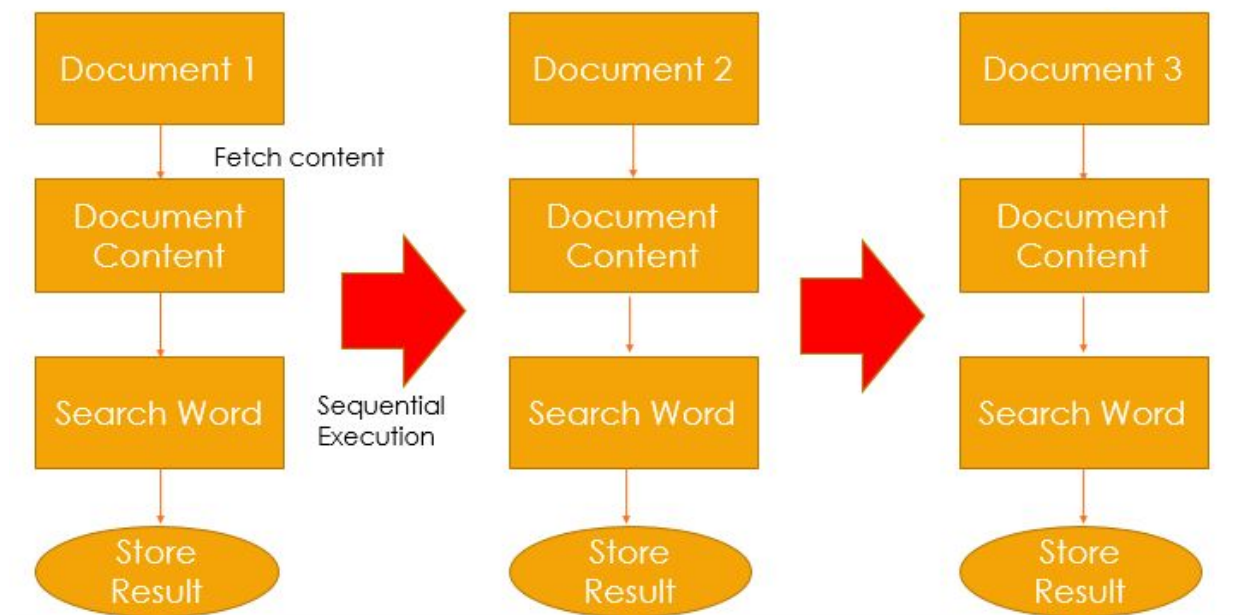 Document 1
Document 2
Document 3
Fetch content
Document
Content
Document
Content
Document
Content
Search Word
Sequential
Execution
Search Word
Search Word
Store
Result
Store
Result
Store
Result